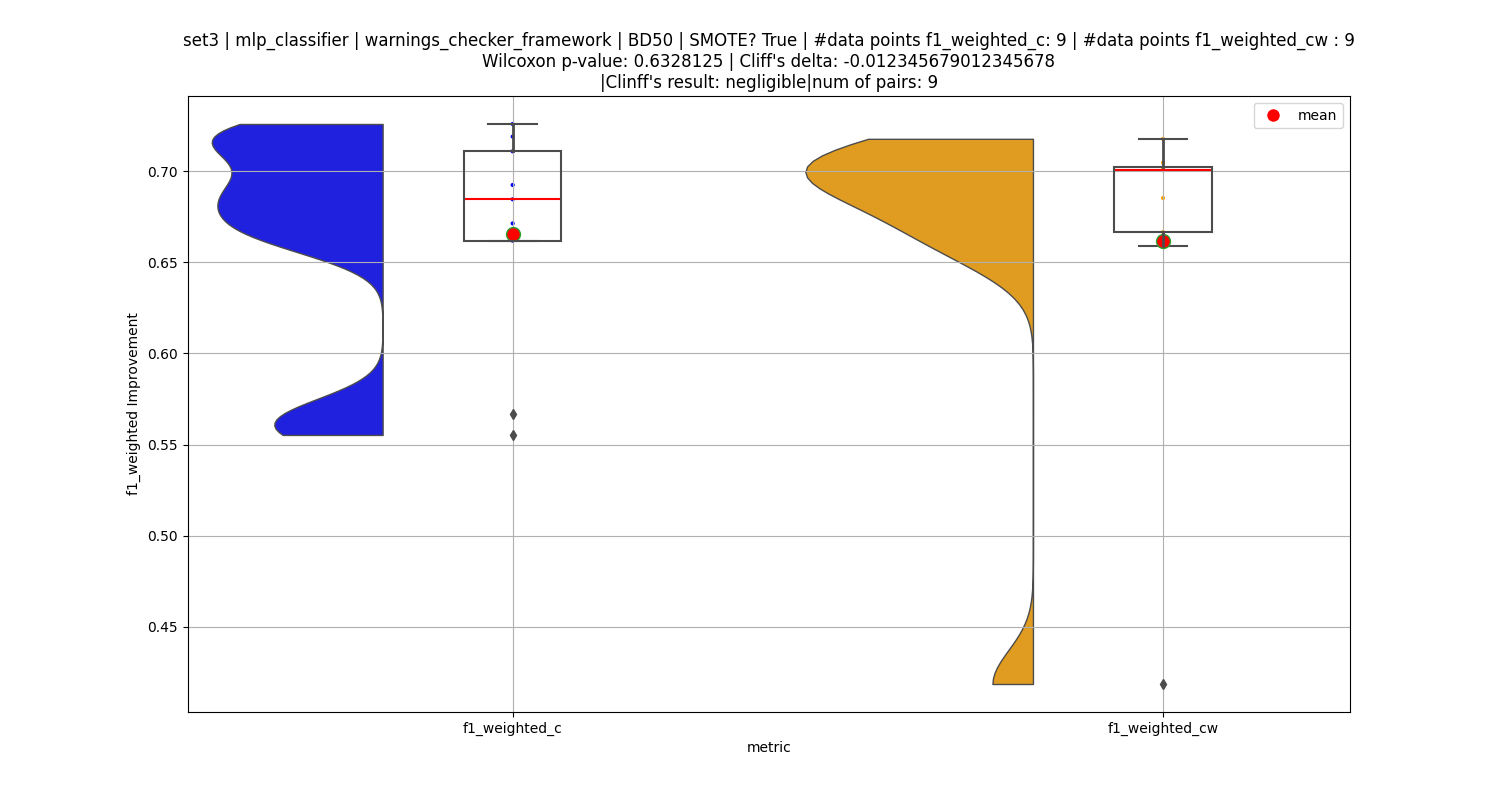 set3 | mlp_classifier | warnings_checker_framework | BD50 | SMOTE? True | #data points f1_weighted_c: 9 | #data points f1_weighted_cw : 9
Wilcoxon p-value: 0.6328125 | Cliff's delta: -0.012345679012345678
|Clinff's result: negligible|num of pairs: 9
mean
0.70
0.65
0.60
0.55
0.50
0.45
f1_weighted Improvement
f1_weighted_c
f1_weighted_cw
metric